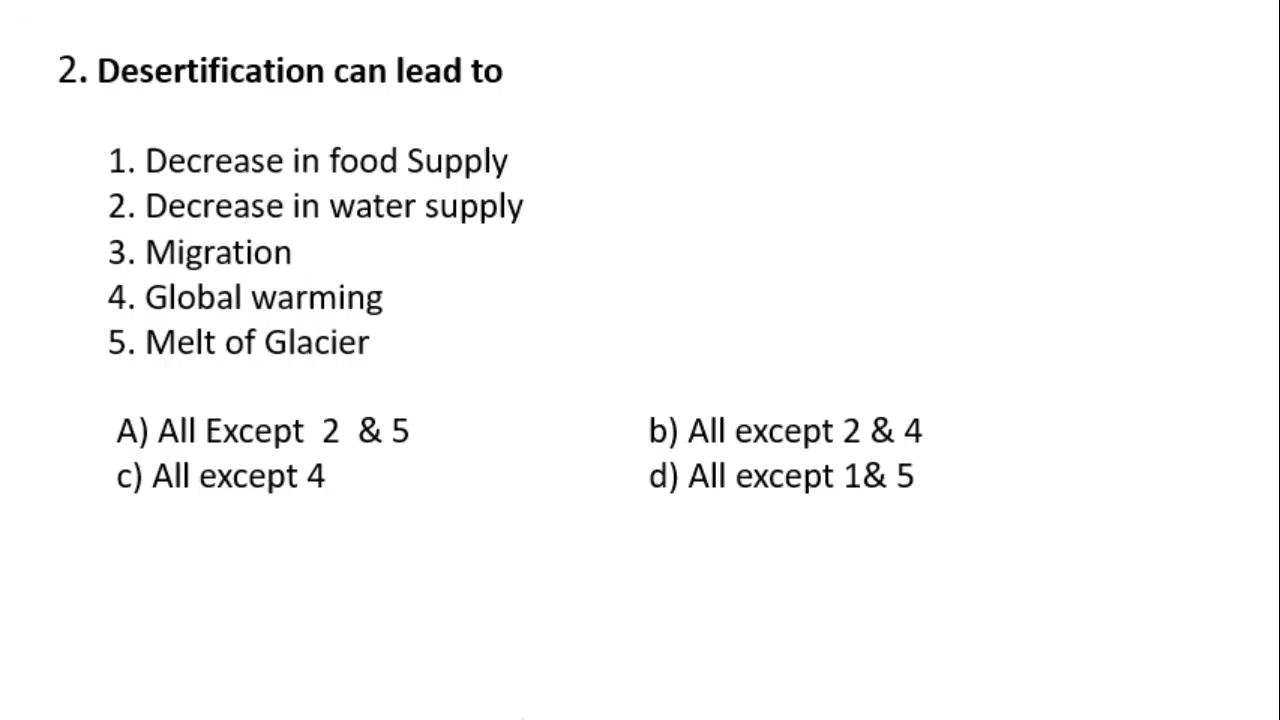 2. Desertification can lead to
1. Decrease in food Supply
2. Decrease in water supply
3. Migration
4. Global warming
5. Melt of Glacier
A) All Except 2 & 5
b) All except 2 & 4
c) All except 4
d) All except 1& 5